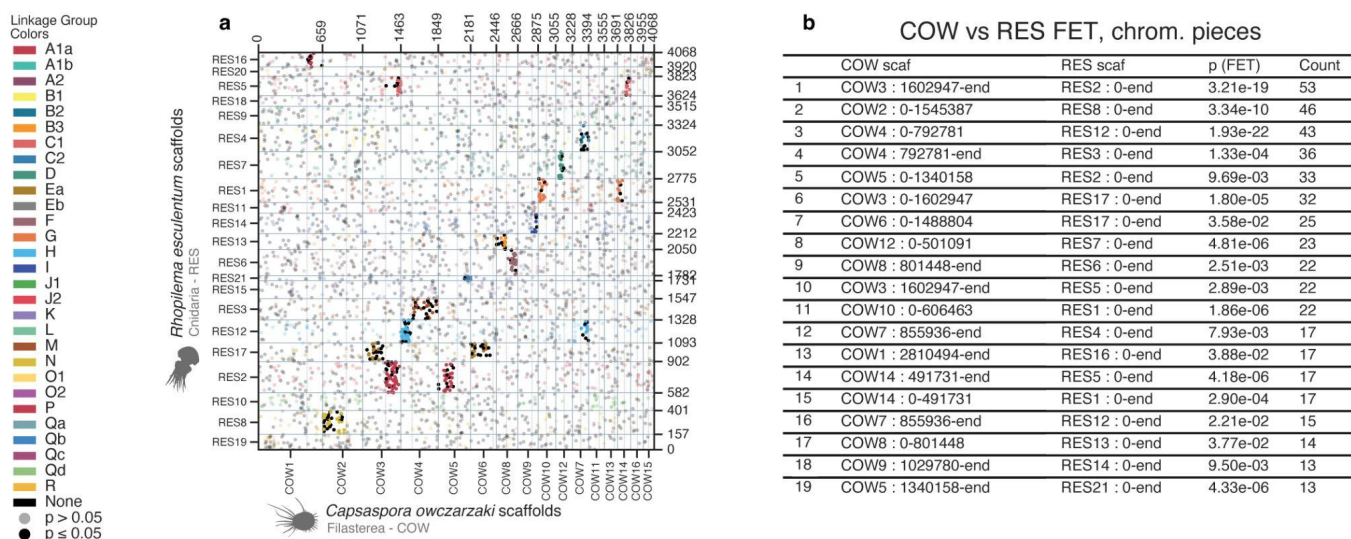 Linkage Group
Colors
A1a
A1b
A2
B1
B2
B3
C1
C2
D
Ea
Eb
F
G
H
I
J1
J2
K
L
M
N
O1
O2
P
Qa
Qb
Qc
Qd
R
None
p > 0.05
p ≤ 0.05
a
0 659 1071 1463 1849 2181 2446 2666 2875 3055 3228 3394 3555 3691 3826 3955 4068
RES16
RES20
RES5
RES18
RES9
RES4
RES7
RES1
RES11
RES14
RES13
RES6
RES21
RES15
RES3
RES12
RES17
RES2
RES10
RES8
RES19
4068
3920
3823
3624
3515
3324
3052
2775
2531
2423
2212
2050
1782
1731
1547
1328
1093
902
582
401
157
0
Rhopilema esculentum scaffolds
Cnidaria - RES
COW1 COW2 COW3 COW4 COW5 COW6 COW8 COW9 COW10 COW12 COW7 COW11 COW13 COW14 COW16 COW15
Capsaspora owczarzaki scaffolds
Filasterea - COW
b
COW vs RES FET, chrom. pieces
COW scaf RES scaf p (FET) Count
1 COW3 : 1602947-end RES2 : 0-end 3.21e-19 53
2 COW2 : 0-1545387 RES8 : 0-end 3.34e-10 46
3 COW4 : 0-792781 RES12 : 0-end 1.93e-22 43
4 COW4 : 792781-end RES3 : 0-end 1.33e-04 36
5 COW5 : 0-1340158 RES2 : 0-end 9.69e-03 33
6 COW3 : 0-1602947 RES17 : 0-end 1.80e-05 32
7 COW6 : 0-1488804 RES17 : 0-end 3.58e-02 25
8 COW12 : 0-501091 RES7 : 0-end 4.81e-06 23
9 COW8 : 801448-end RES6 : 0-end 2.51e-03 22
10 COW3 : 1602947-end RES5 : 0-end 2.89e-03 22
11 COW10 : 0-606463 RES1 : 0-end 1.86e-06 22
12 COW7 : 855936-end RES4 : 0-end 7.93e-03 17
13 COW1 : 2810494-end RES16 : 0-end 3.88e-02 17
14 COW14 : 491731-end RES5 : 0-end 4.18e-06 17
15 COW14 : 0-491731 RES1 : 0-end 2.90e-04 17
16 COW7 : 855936-end RES12 : 0-end 2.21e-02 15
17 COW8 : 0-801448 RES13 : 0-end 3.77e-02 14
18 COW9 : 1029780-end RES14 : 0-end 9.50e-03 13
19 COW5 : 1340158-end RES21 : 0-end 4.33e-06 13